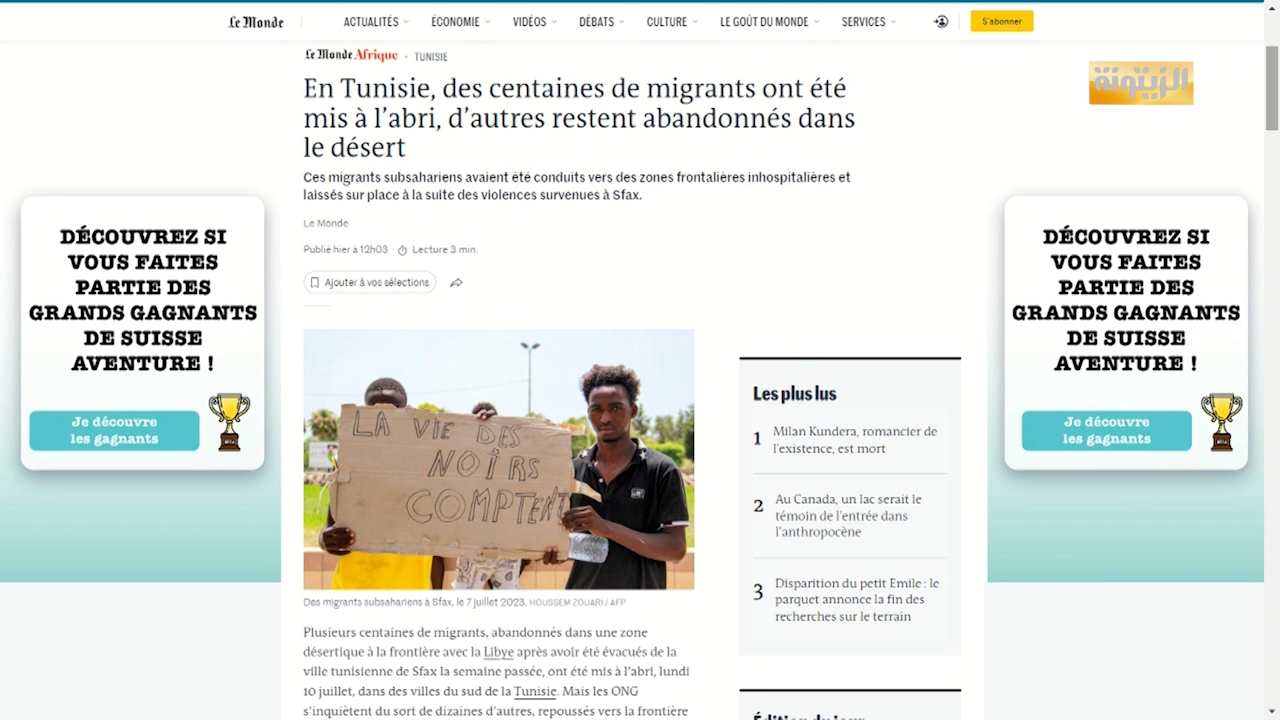 Le Monde
ACTUALITÉS
ÉCONOMIE
VIDÉOS
DÉBATS
CULTURE
LE GOÛT DU MONDE
SERVICES
S'abonner
Le Monde Afrique • TUNISIE
الزيتونة
En Tunisie, des centaines de migrants ont été
mis à l’abri, d’autres restent abandonnés dans
le désert
Ces migrants subsahariens avaient été conduits vers des zones frontalières inhospitalières et
laissés sur place à la suite des violences survenues à Sfax.
Le Monde
Publié hier à 12h03 · Lecture 3 min.
Ajouter à vos sélections
DÉCOUVREZ SI
VOUS FAITES
PARTIE DES
GRANDS GAGNANTS
DE SUISSE
AVENTURE !
Je découvre
les gagnants
LA VIE DES
NOIRS
COMPTENT
Des migrants subsahariens à Sfax, le 7 juillet 2023. HOUSSEM ZOUARI / AFP
Plusieurs centaines de migrants, abandonnés dans une zone
désertique à la frontière avec la Libye après avoir été évacués de la
ville tunisienne de Sfax la semaine passée, ont été mis à l’abri, lundi
10 juillet, dans des villes du sud de la Tunisie. Mais les ONG
s’inquiètent du sort de dizaines d’autres, repoussés vers la frontière
Les plus lus
1 Milan Kundera, romancier de
l’existence, est mort
2 Au Canada, un lac serait le
témoin de l’entrée dans
l’anthropocène
3 Disparition du petit Emile : le
parquet annonce la fin des
recherches sur le terrain
Édition du jour
DÉCOUVREZ SI
VOUS FAITES
PARTIE DES
GRANDS GAGNANTS
DE SUISSE
AVENTURE !
Je découvre
les gagnants